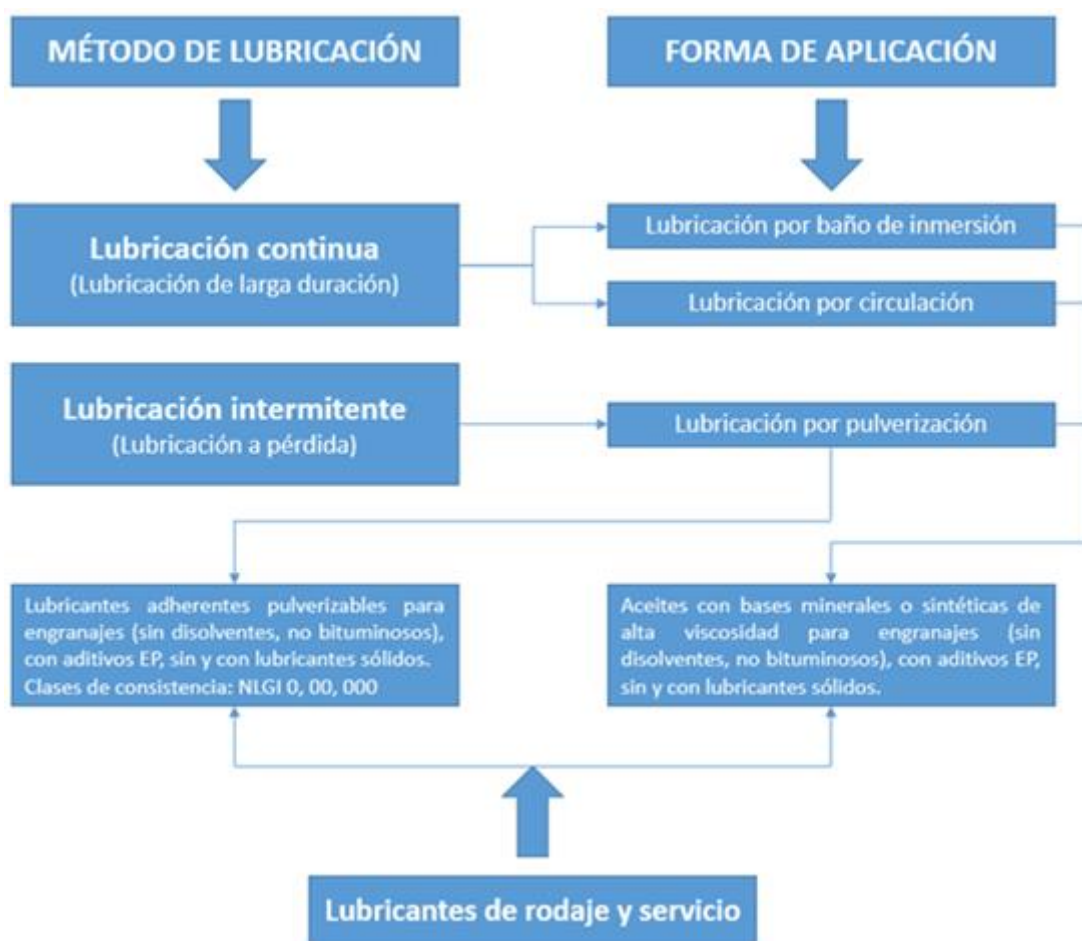 MÉTODO DE LUBRICACIÓN
FORMA DE APLICACIÓN
Lubricación continua
(Lubricación de larga duración)
Lubricación por baño de inmersión
Lubricación por circulación
Lubricación intermitente
(Lubricación a pérdida)
Lubricación por pulverización
Lubricantes adherentes pulverizables para
engranajes (sin disolventes, no bituminosos),
con aditivos EP, sin y con lubricantes sólidos.
Clases de consistencia: NLGI 0, 00, 000
Aceites con bases minerales o sintéticas de
alta viscosidad para engranajes (sin
disolventes, no bituminosos), con aditivos EP,
sin y con lubricantes sólidos.
Lubricantes de rodaje y servicio